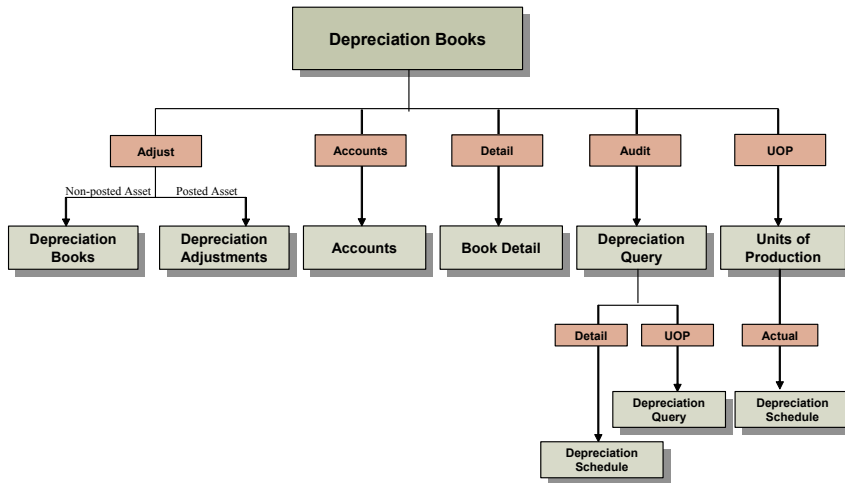 Depreciation Books
Adjust
Accounts
Detail
Audit
UOP
Non-posted Asset
Posted Asset
Depreciation
Books
Depreciation
Adjustments
Accounts
Book Detail
Depreciation
Query
Units of
Production
Detail
UOP
Actual
Depreciation
Query
Depreciation
Schedule
Depreciation
Schedule